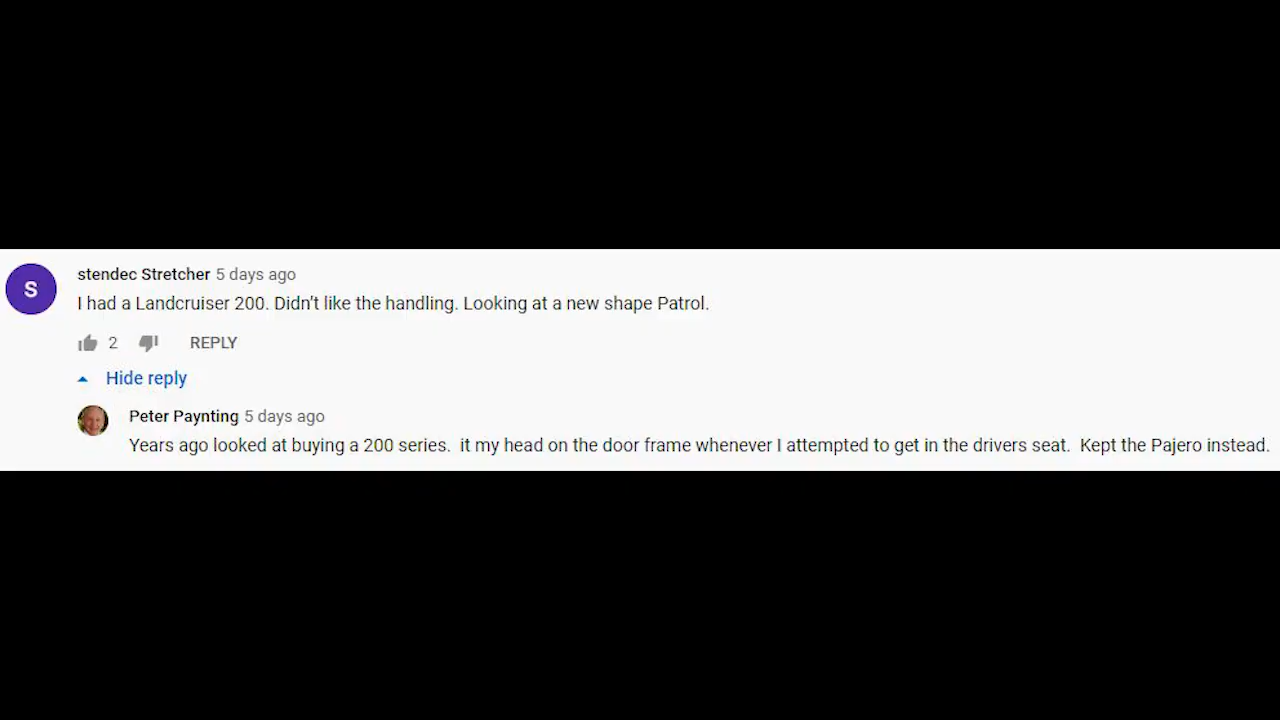 S
stendec Stretcher 5 days ago
I had a Landcruiser 200. Didn't like the handling. Looking at a new shape Patrol.
2 REPLY
Hide reply
Peter Paynting 5 days ago
Years ago looked at buying a 200 series.  it my head on the door frame whenever I attempted to get in the drivers seat.  Kept the Pajero instead.